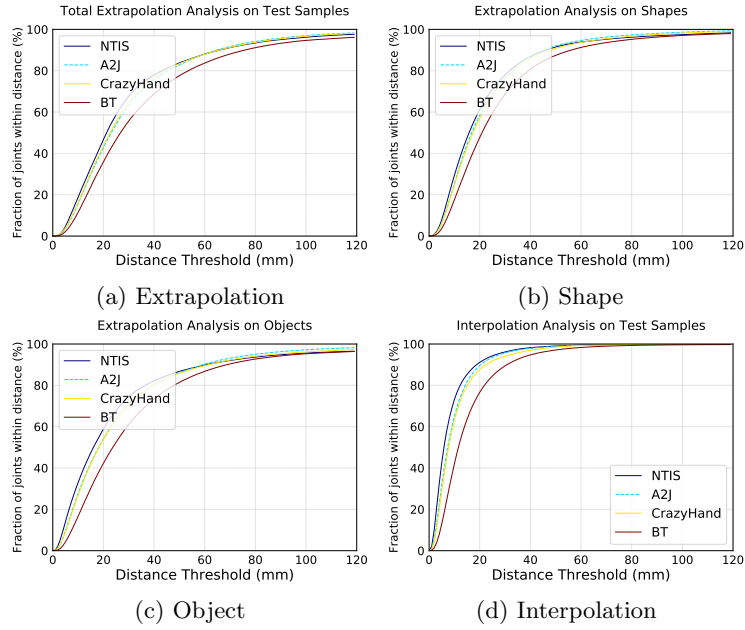 Total Extrapolation Analysis on Test Samples
Fraction of joints within distance (%)
100
80
60
40
20
0
NTIS
A2J
CrazyHand
BT
0 20 40 60 80 100 120
Distance Threshold (mm)
(a) Extrapolation
Extrapolation Analysis on Shapes
Fraction of joints within distance (%)
100
80
60
40
20
0
NTIS
A2J
CrazyHand
BT
0 20 40 60 80 100 120
Distance Threshold (mm)
(b) Shape
Extrapolation Analysis on Objects
Fraction of joints within distance (%)
100
80
60
40
20
0
NTIS
A2J
CrazyHand
BT
0 20 40 60 80 100 120
Distance Threshold (mm)
(c) Object
Interpolation Analysis on Test Samples
Fraction of joints within distance (%)
100
80
60
40
20
0
NTIS
A2J
CrazyHand
BT
0 20 40 60 80 100 120
Distance Threshold (mm)
(d) Interpolation